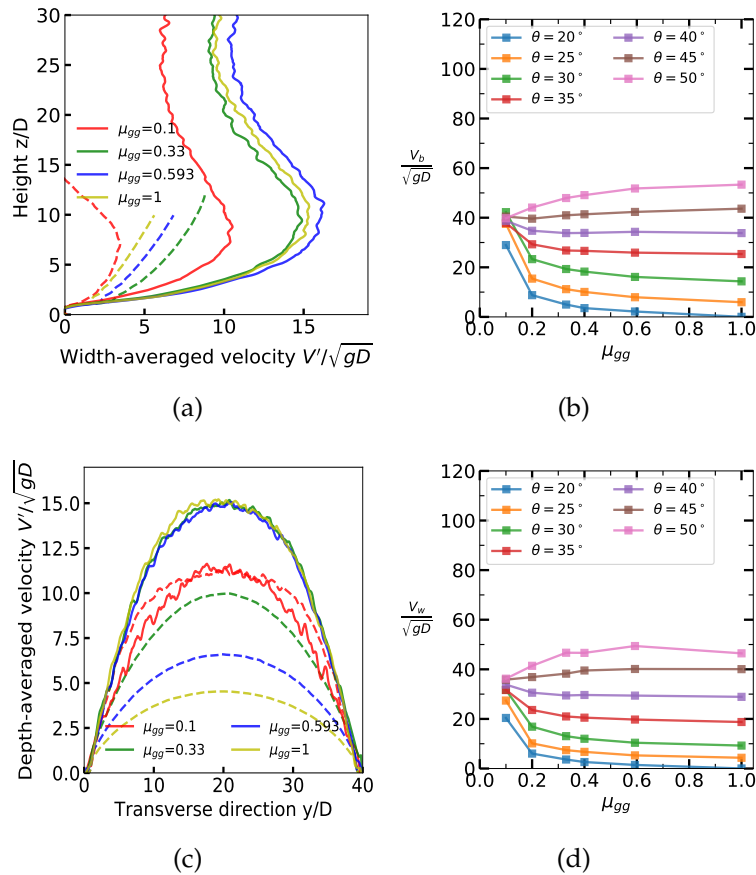 30
25
20
15
10
5
0
Height z/D
μgg=0.1
μgg=0.33
μgg=0.593
μgg=1
0 5 10 15
Width-averaged velocity V′/√gD
(a)
120
100
80
60
40
20
0
Vb/√gD
θ = 20° θ = 40°
θ = 25° θ = 45°
θ = 30° θ = 50°
θ = 35°
0.0 0.2 0.4 0.6 0.8 1.0
μgg
(b)
15.0
12.5
10.0
7.5
5.0
2.5
0.0
Depth-averaged velocity V′/√gD
μgg=0.1 μgg=0.593
μgg=0.33 μgg=1
0 10 20 30 40
Transverse direction y/D
(c)
120
100
80
60
40
20
0
Vw/√gD
θ = 20° θ = 40°
θ = 25° θ = 45°
θ = 30° θ = 50°
θ = 35°
0.0 0.2 0.4 0.6 0.8 1.0
μgg
(d)